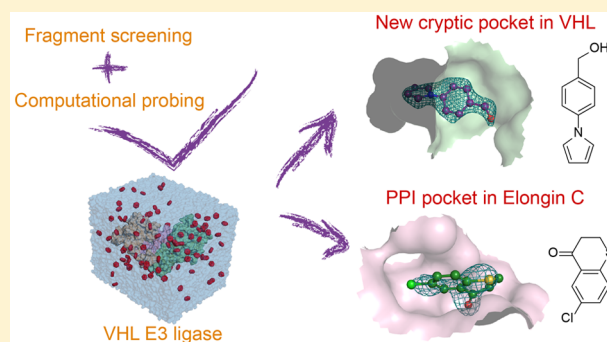 Fragment screening
+
Computational probing
VHL E3 ligase
New cryptic pocket in VHL
OH
N
PPI pocket in Elongin C
O
Cl